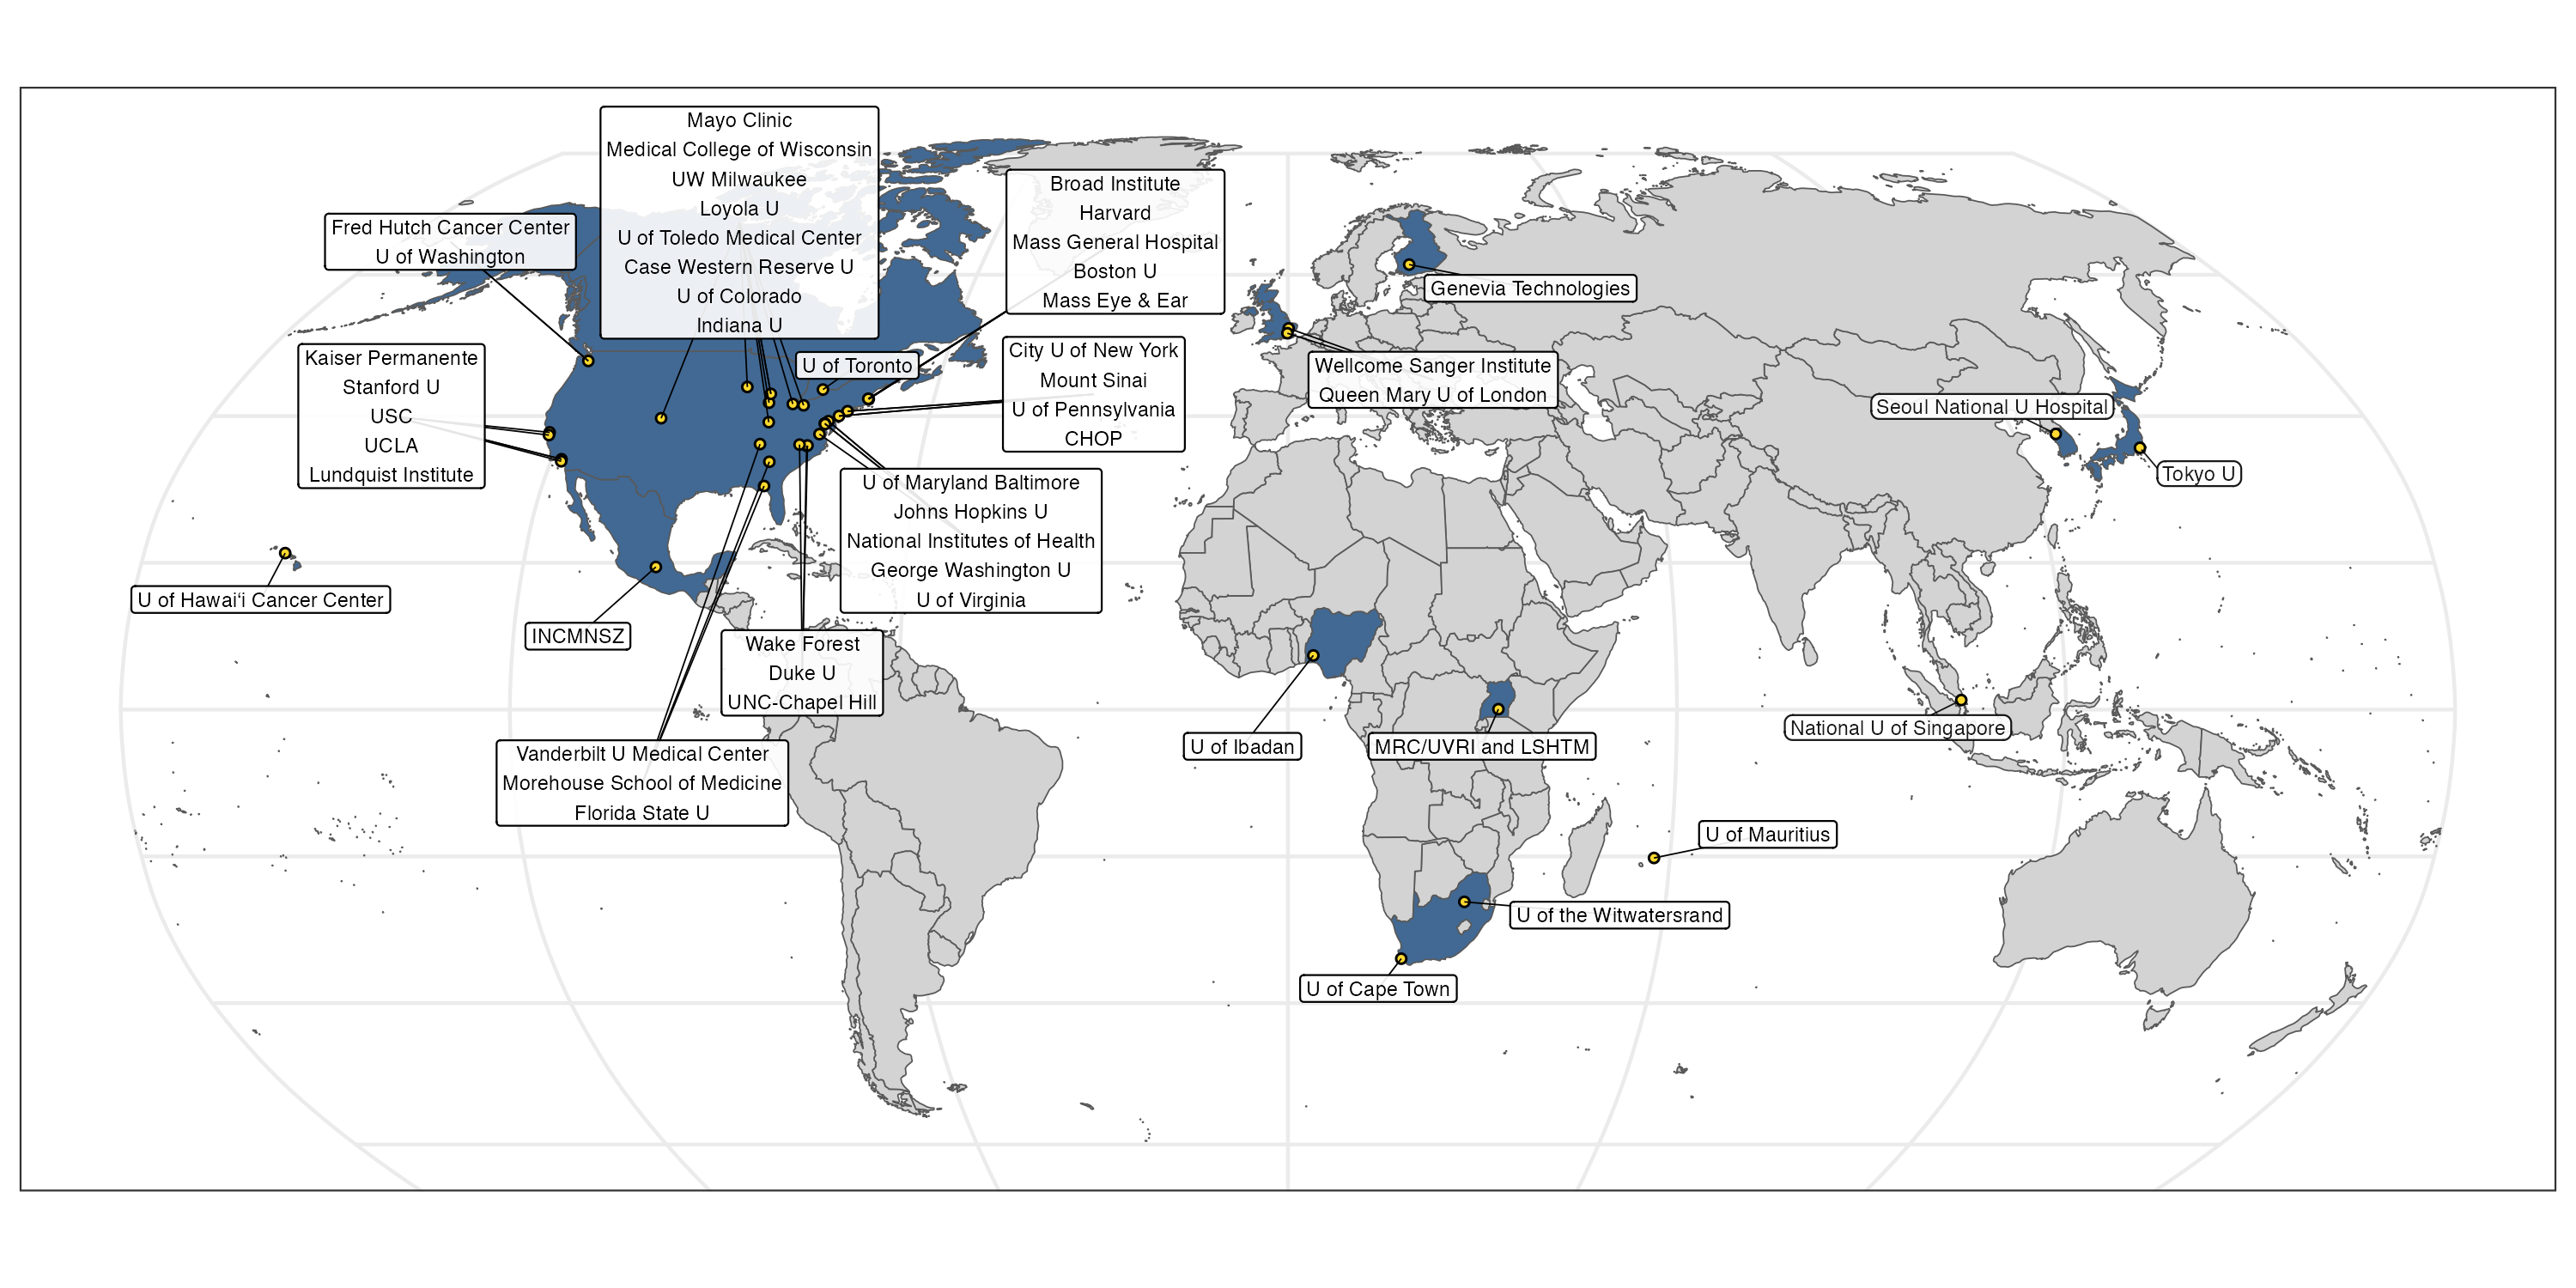 Mayo Clinic
Medical College of Wisconsin
UW Milwaukee
Loyola U
U of Toledo Medical Center
Case Western Reserve U
U of Colorado
Indiana U
Broad Institute
Harvard
Mass General Hospital
Boston U
Mass Eye & Ear
Fred Hutch Cancer Center
U of Washington
Genevia Technologies
Kaiser Permanente
Stanford U
USC
UCLA
Lundquist Institute
U of Toronto
City U of New York
Mount Sinai
U of Pennsylvania
CHOP
Wellcome Sanger Institute
Queen Mary U of London
Seoul National U Hospital
Tokyo U
U of Maryland Baltimore
Johns Hopkins U
National Institutes of Health
George Washington U
U of Virginia
U of Hawaiʻi Cancer Center
INCMNSZ
Wake Forest
Duke U
UNC-Chapel Hill
Vanderbilt U Medical Center
Morehouse School of Medicine
Florida State U
U of Ibadan
MRC/UVRI and LSHTM
National U of Singapore
U of Mauritius
U of the Witwatersrand
U of Cape Town